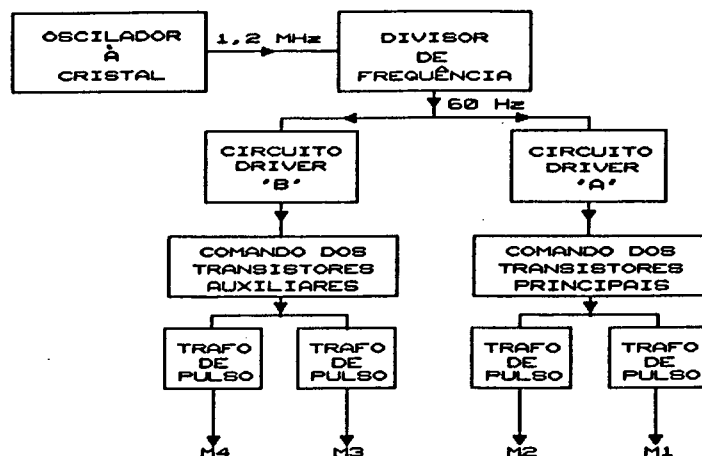 OSCILADOR
À
CRISTAL
1,2 MHz
DIVISOR
DE
FREQUÊNCIA
60 Hz
CIRCUITO
DRIVER
'B'
CIRCUITO
DRIVER
'A'
COMANDO DOS
TRANSISTORES
AUXILIARES
COMANDO DOS
TRANSISTORES
PRINCIPAIS
TRAFO
DE
PULSO
TRAFO
DE
PULSO
TRAFO
DE
PULSO
TRAFO
DE
PULSO
M4
M3
M2
M1